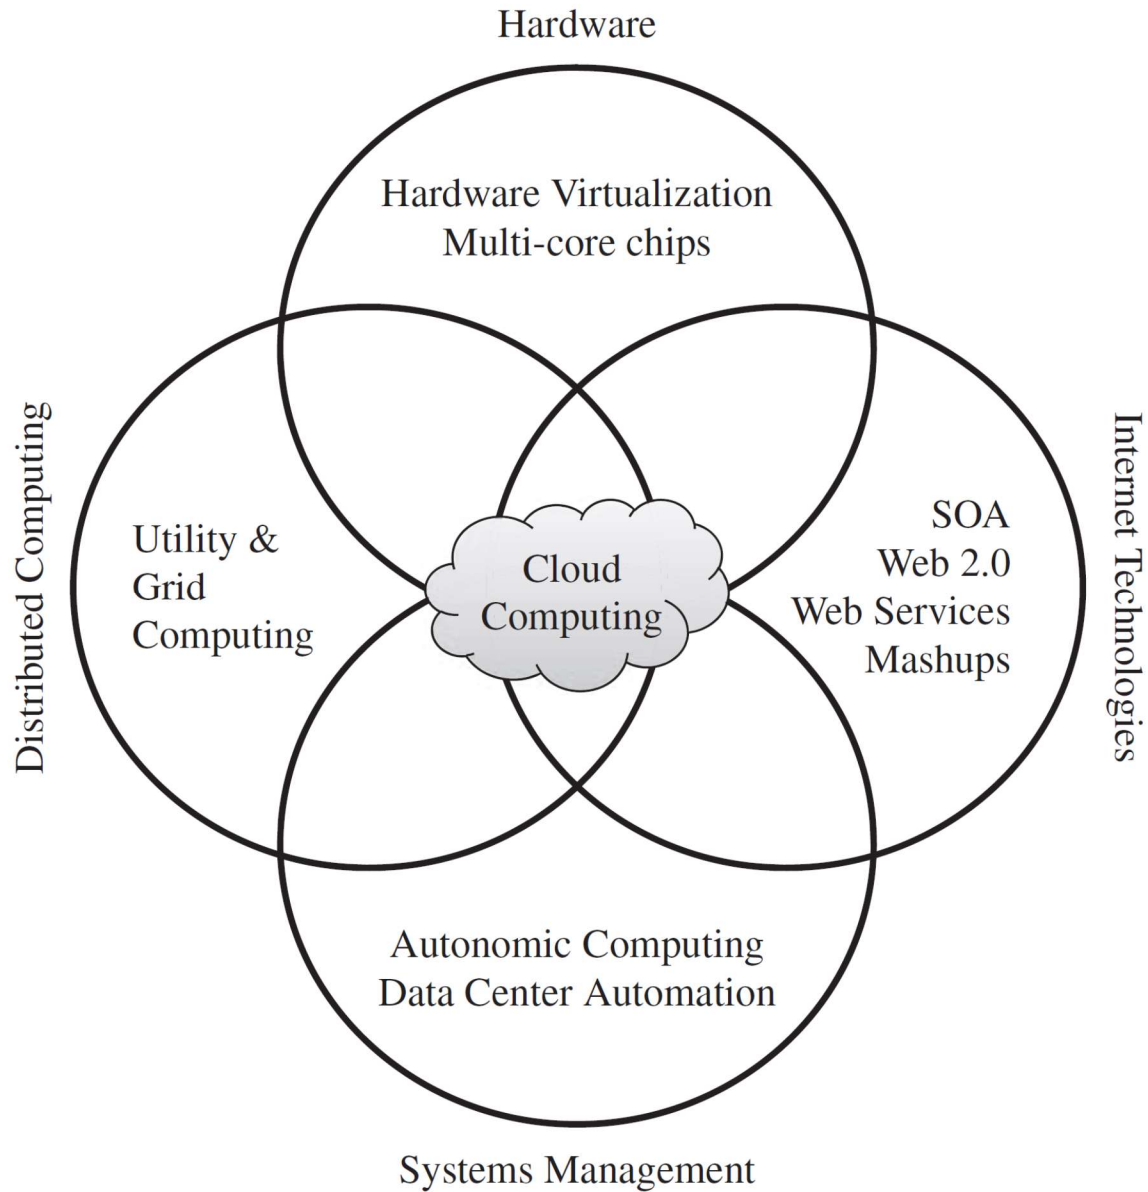 Hardware
Hardware Virtualization
Multi-core chips
Distributed Computing
Utility &
Grid
Computing
Cloud
Computing
SOA
Web 2.0
Web Services
Mashups
Internet Technologies
Autonomic Computing
Data Center Automation
Systems Management